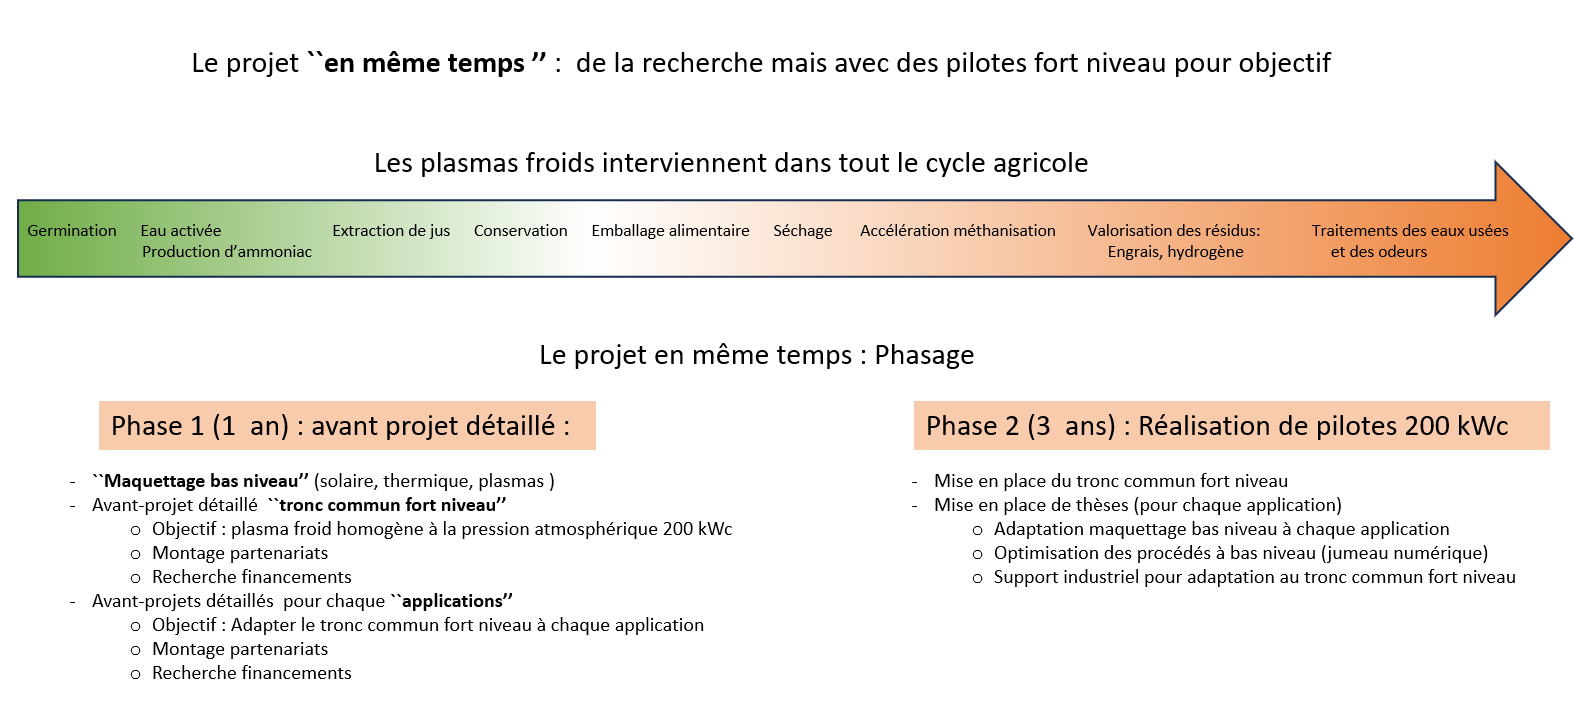 Le projet ``en même temps ’’ :  de la recherche mais avec des pilotes fort niveau pour objectif
Les plasmas froids interviennent dans tout le cycle agricole
Germination
Eau activée
Production d’ammoniac
Extraction de jus
Conservation
Emballage alimentaire
Séchage
Accélération méthanisation
Valorisation des résidus:
Engrais, hydrogène
Traitements des eaux usées
et des odeurs
Le projet en même temps : Phasage
Phase 1 (1  an) : avant projet détaillé :
- ``Maquettage bas niveau’’ (solaire, thermique, plasmas )
- Avant-projet détaillé  ``tronc commun fort niveau’’
o Objectif : plasma froid homogène à la pression atmosphérique 200 kWc
o Montage partenariats
o Recherche financements
- Avant-projets détaillés  pour chaque ``applications’’
o Objectif : Adapter le tronc commun fort niveau à chaque application
o Montage partenariats
o Recherche financements
Phase 2 (3  ans) : Réalisation de pilotes 200 kWc
- Mise en place du tronc commun fort niveau
- Mise en place de thèses (pour chaque application)
o Adaptation maquettage bas niveau à chaque application
o Optimisation des procédés à bas niveau (jumeau numérique)
o Support industriel pour adaptation au tronc commun fort niveau